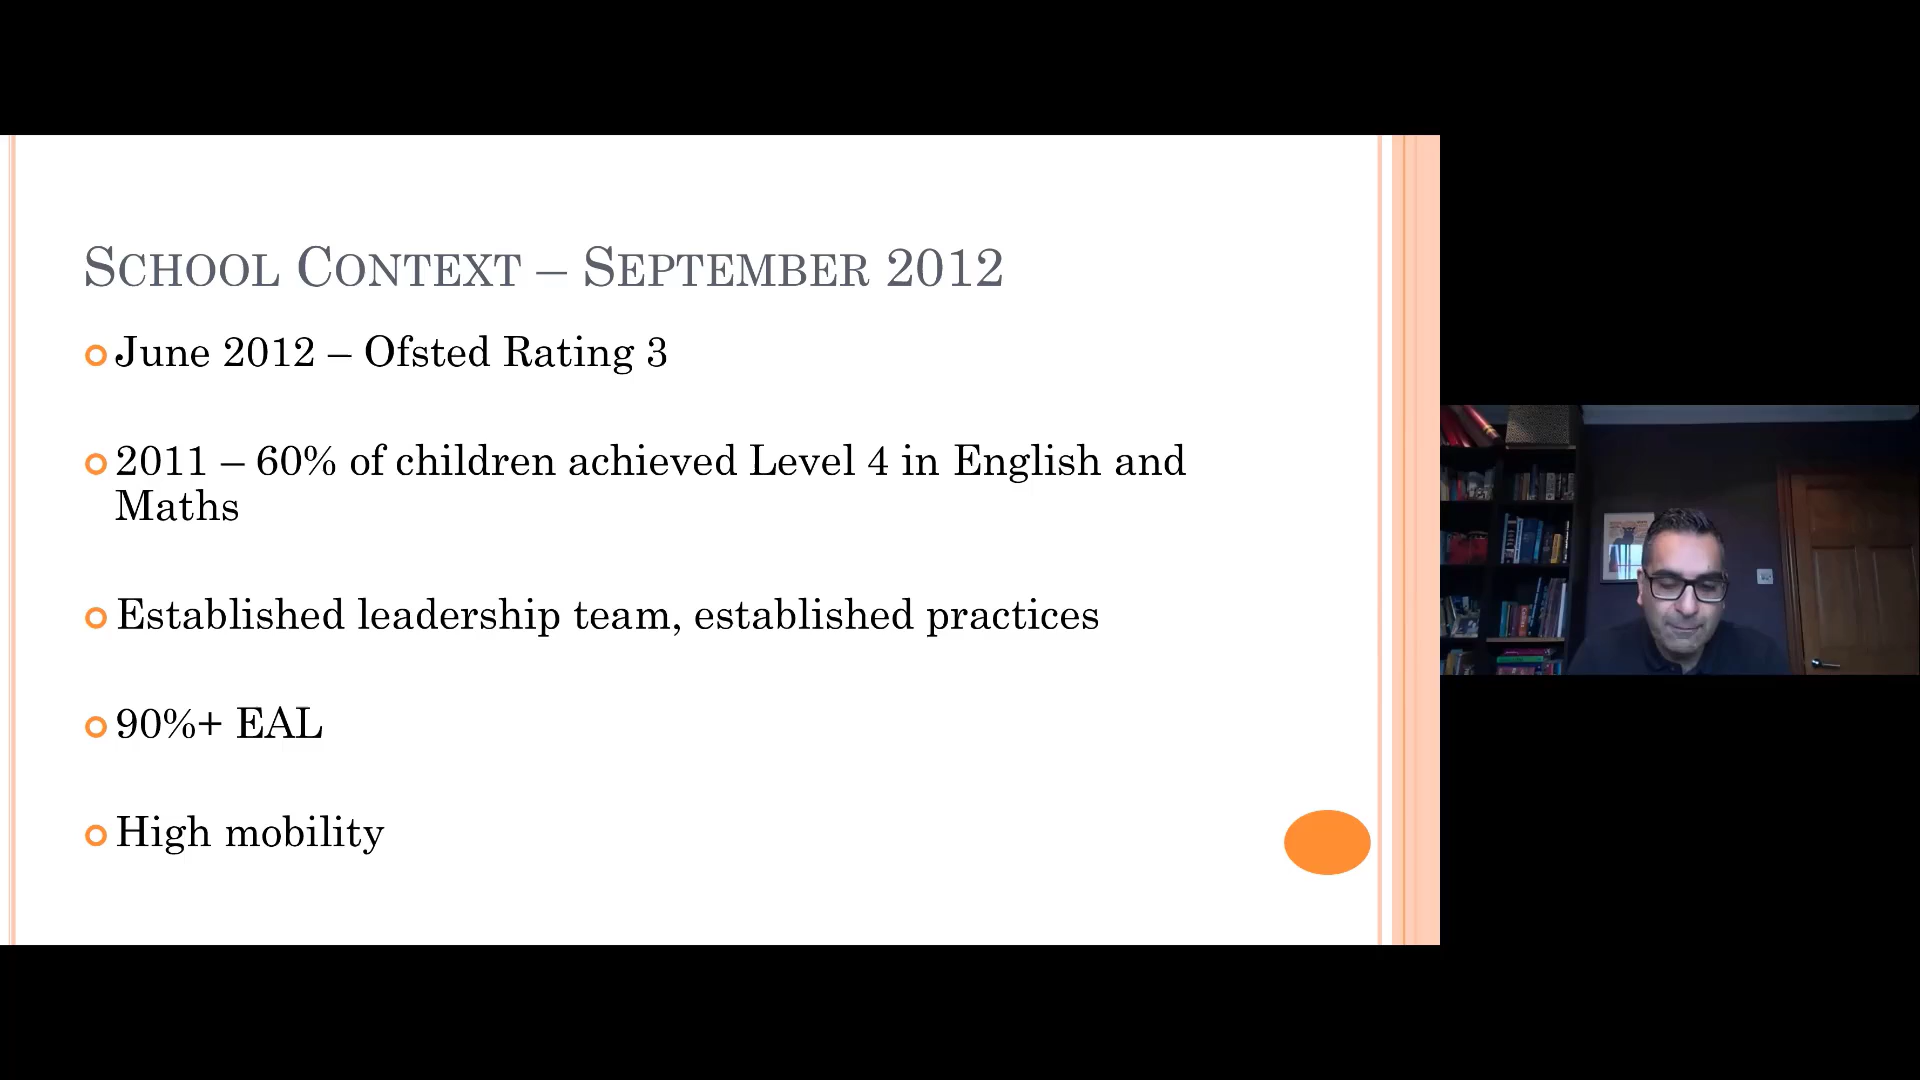 School Context – September 2012
June 2012 – Ofsted Rating 3
2011 – 60% of children achieved Level 4 in English and
Maths
Established leadership team, established practices
90%+ EAL
High mobility